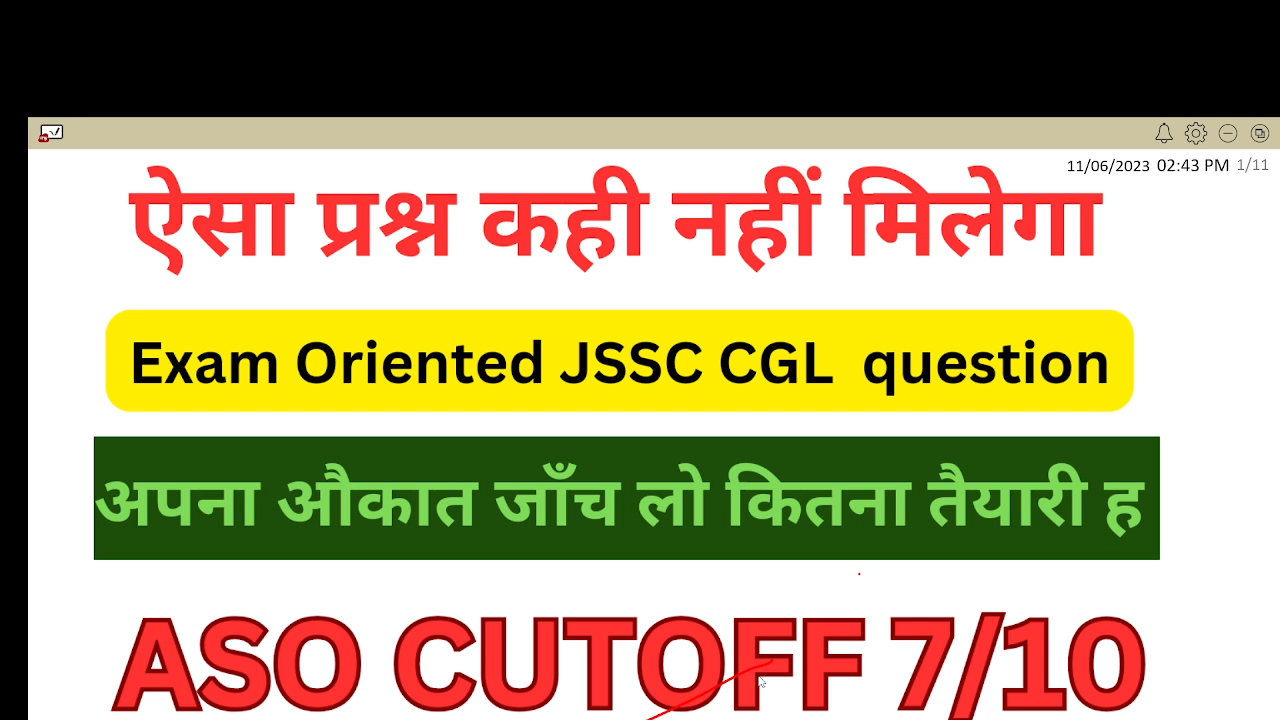 11/06/2023 02:43 PM 1/11
ऐसा प्रश्न कही नहीं मिलेगा
Exam Oriented JSSC CGL question
अपना औकात जाँच लो कितना तैयारी ह
ASO CUTOFF 7/10